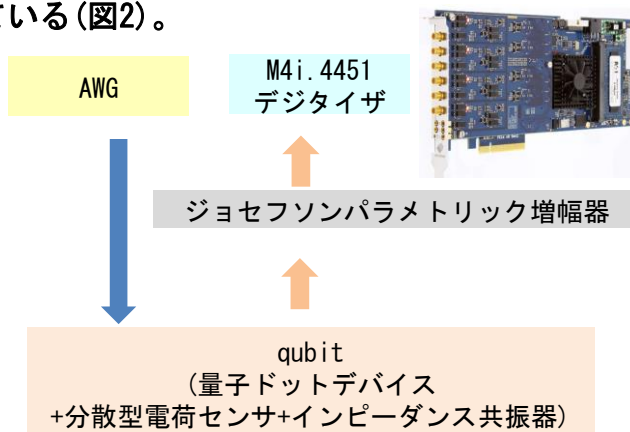 ている(図2)。
AWG
M4i.4451
デジタイザ
ジョセフソンパラメトリック増幅器
qubit
(量子ドットデバイス
+分散型電荷センサ+インピーダンス共振器)